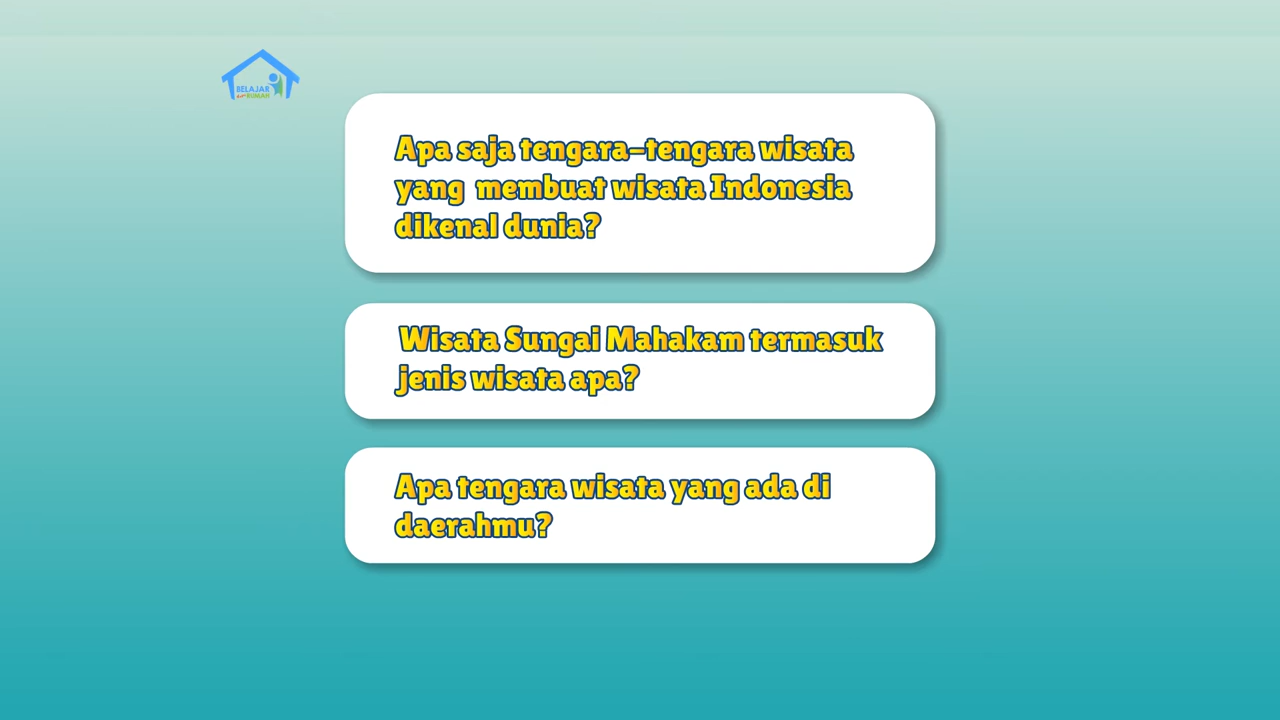 BELAJAR
dari RUMAH
Apa saja tengara-tengara wisata
yang membuat wisata Indonesia
dikenal dunia?
Wisata Sungai Mahakam termasuk
jenis wisata apa?
Apa tengara wisata yang ada di
daerahmu?